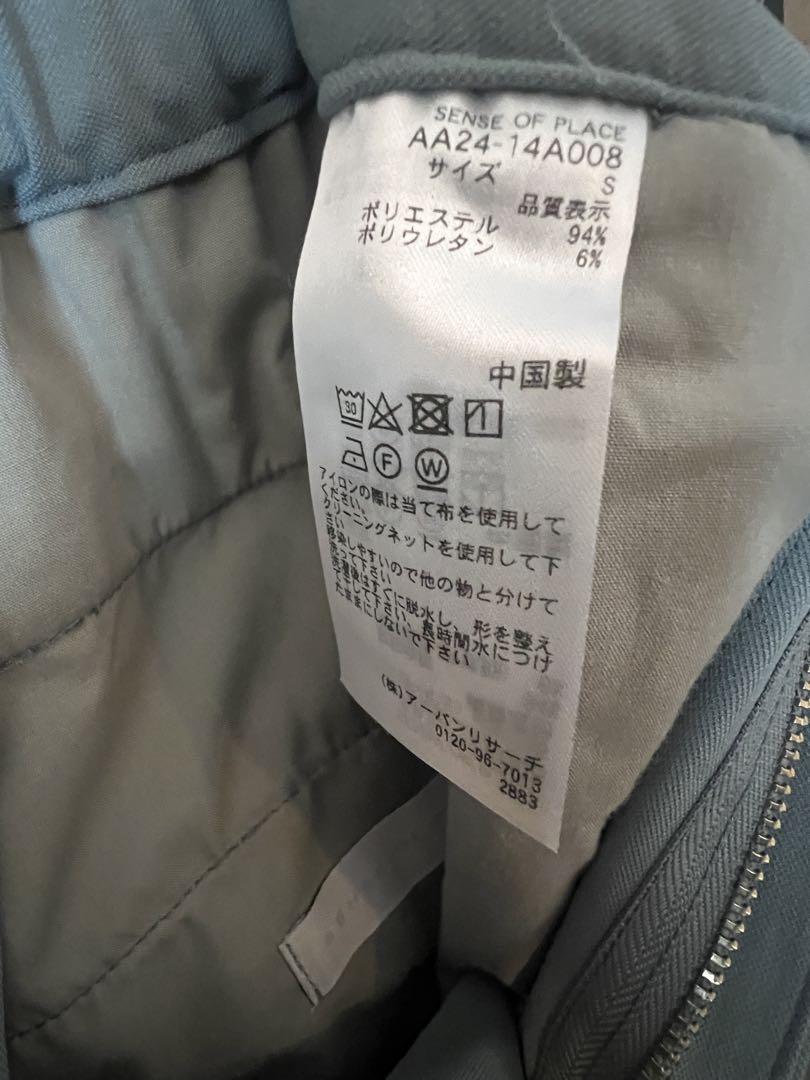 SENSE OF PLACE
AA24-14A008
サイズ S
品質表示
ポリエステル 94%
ポリウレタン 6%
中国製
30
F W
アイロンの際は当て布を使用して
ください。
クリーニングネットを使用して下
さい
移染しやすいので他の物と分けて
洗って下さい
洗濯後はすぐに脱水し、形を整え
て干して下さい。長時間水につけ
たままにしないで下さい
(株)アーバンリサーチ
0120-96-7013
2883